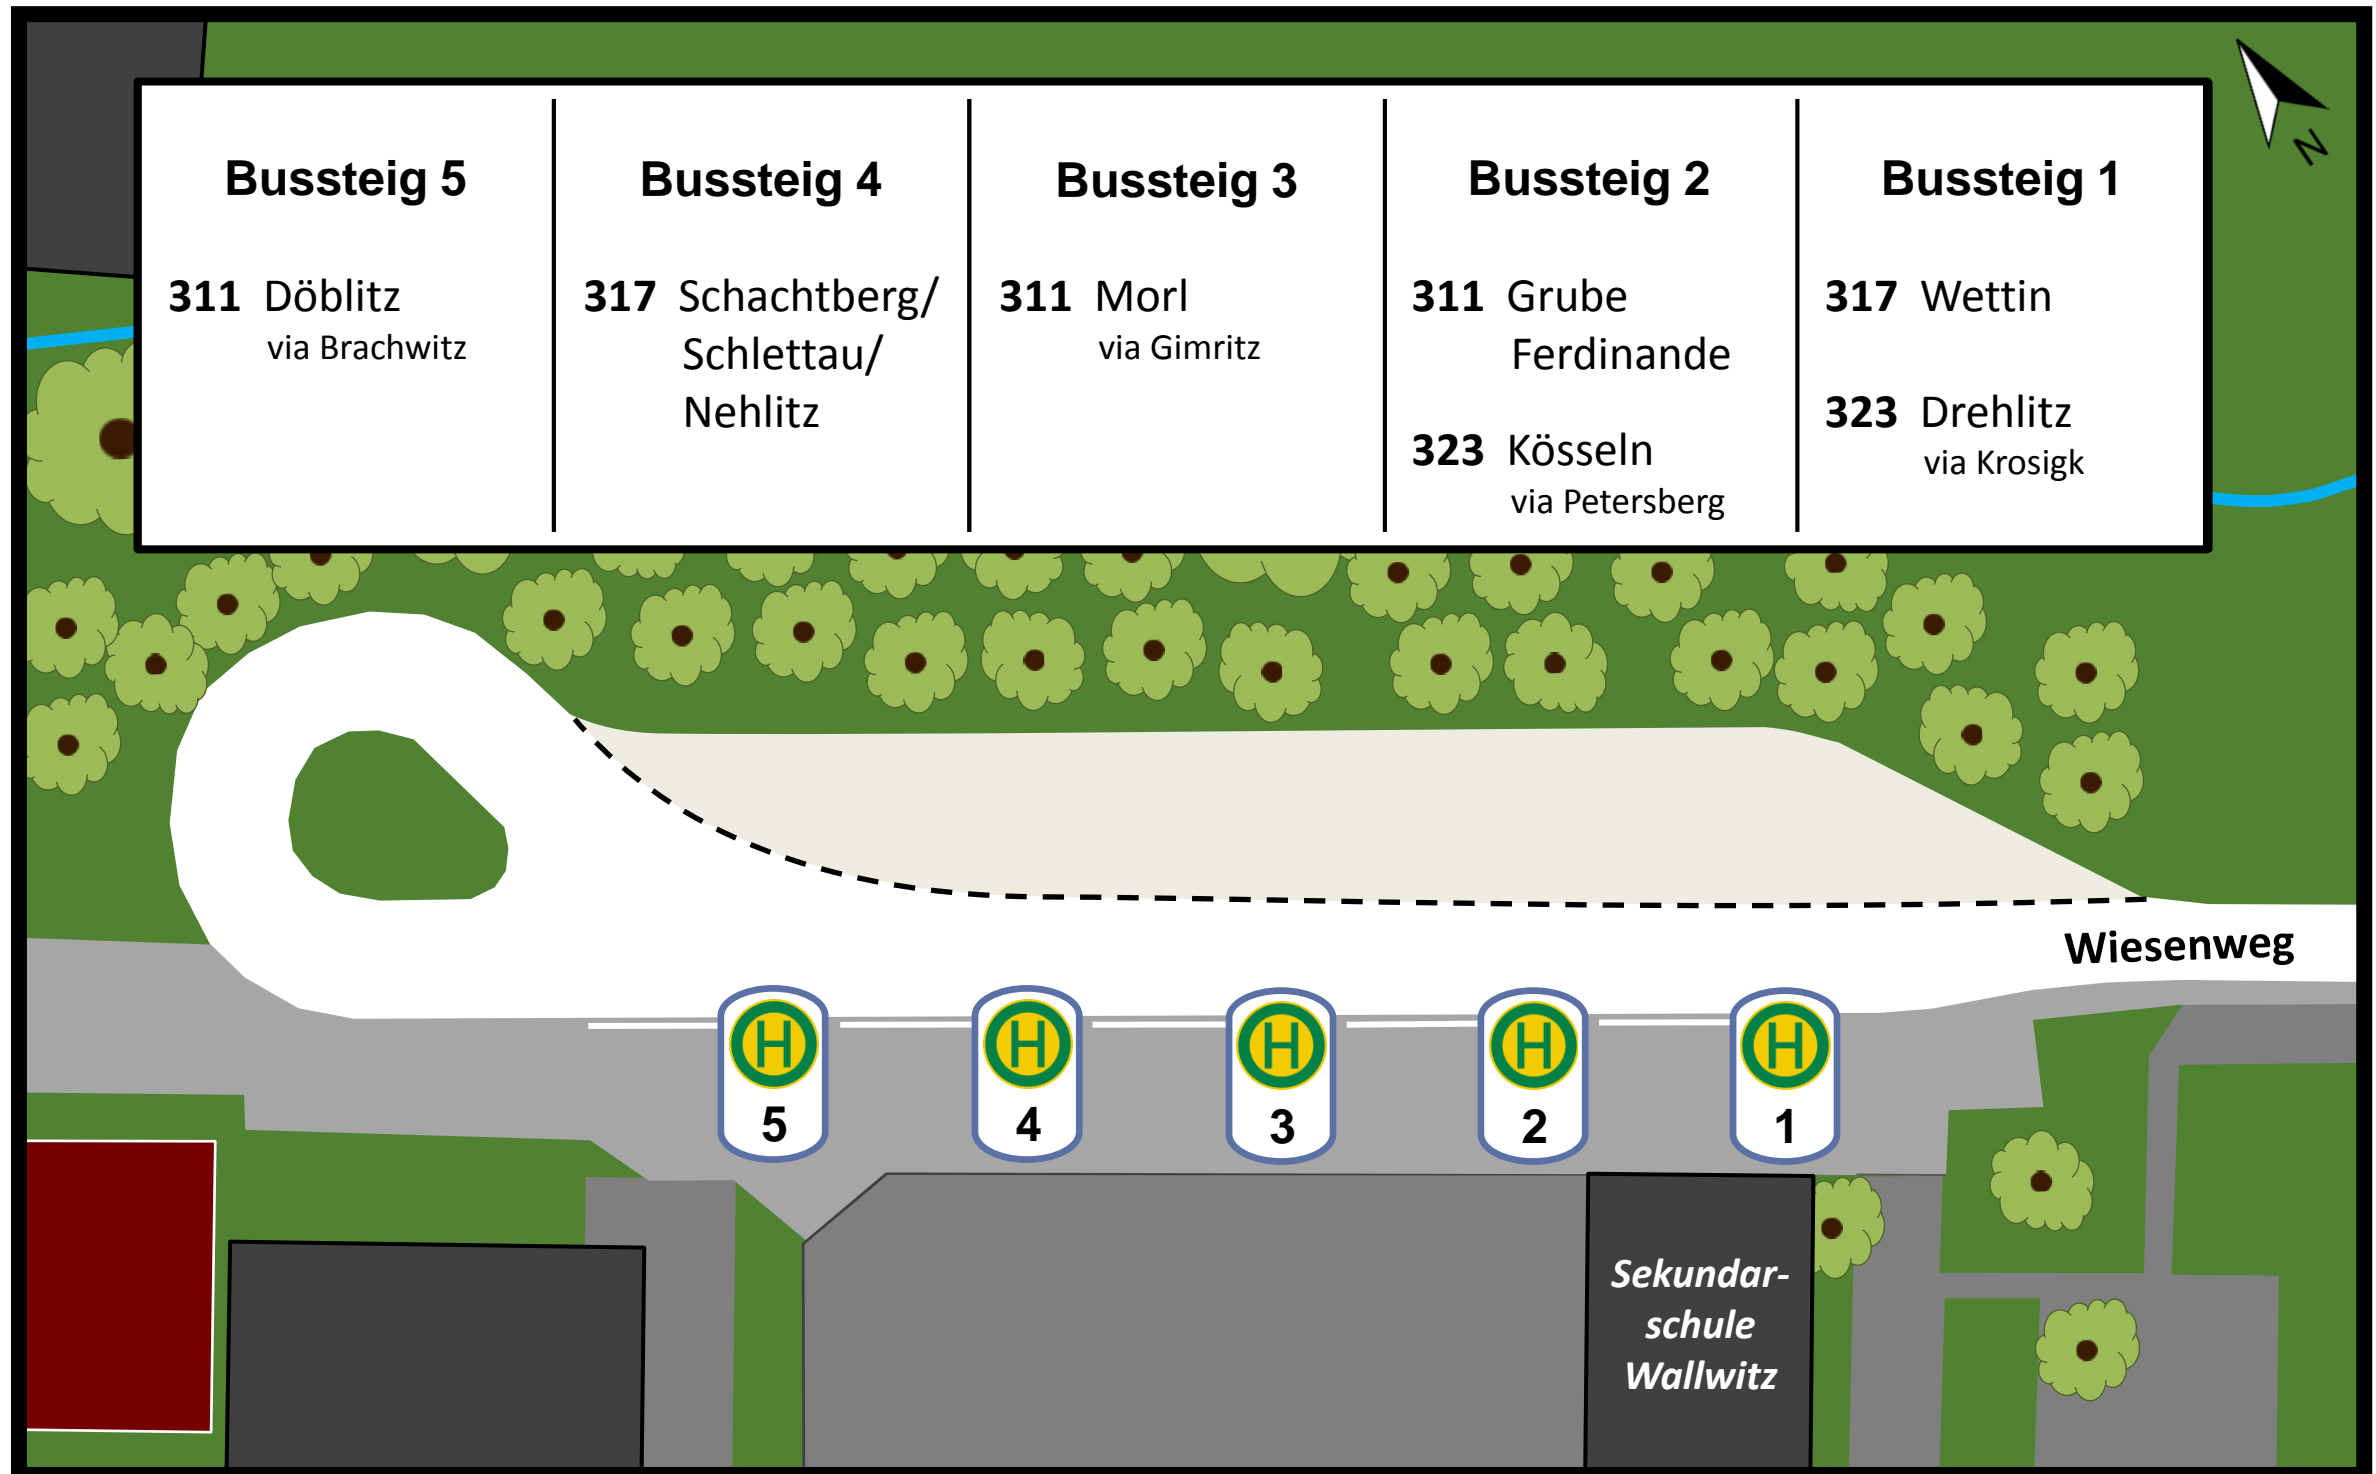 N
Bussteig 5
311 Döblitz
via Brachwitz
Bussteig 4
317 Schachtberg/
Schlettau/
Nehlitz
Bussteig 3
311 Morl
via Gimritz
Bussteig 2
311 Grube
Ferdinande
323 Kösseln
via Petersberg
Bussteig 1
317 Wettin
323 Drehlitz
via Krosigk
Wiesenweg
H
5
H
4
H
3
H
2
H
1
Sekundar-
schule
Wallwitz